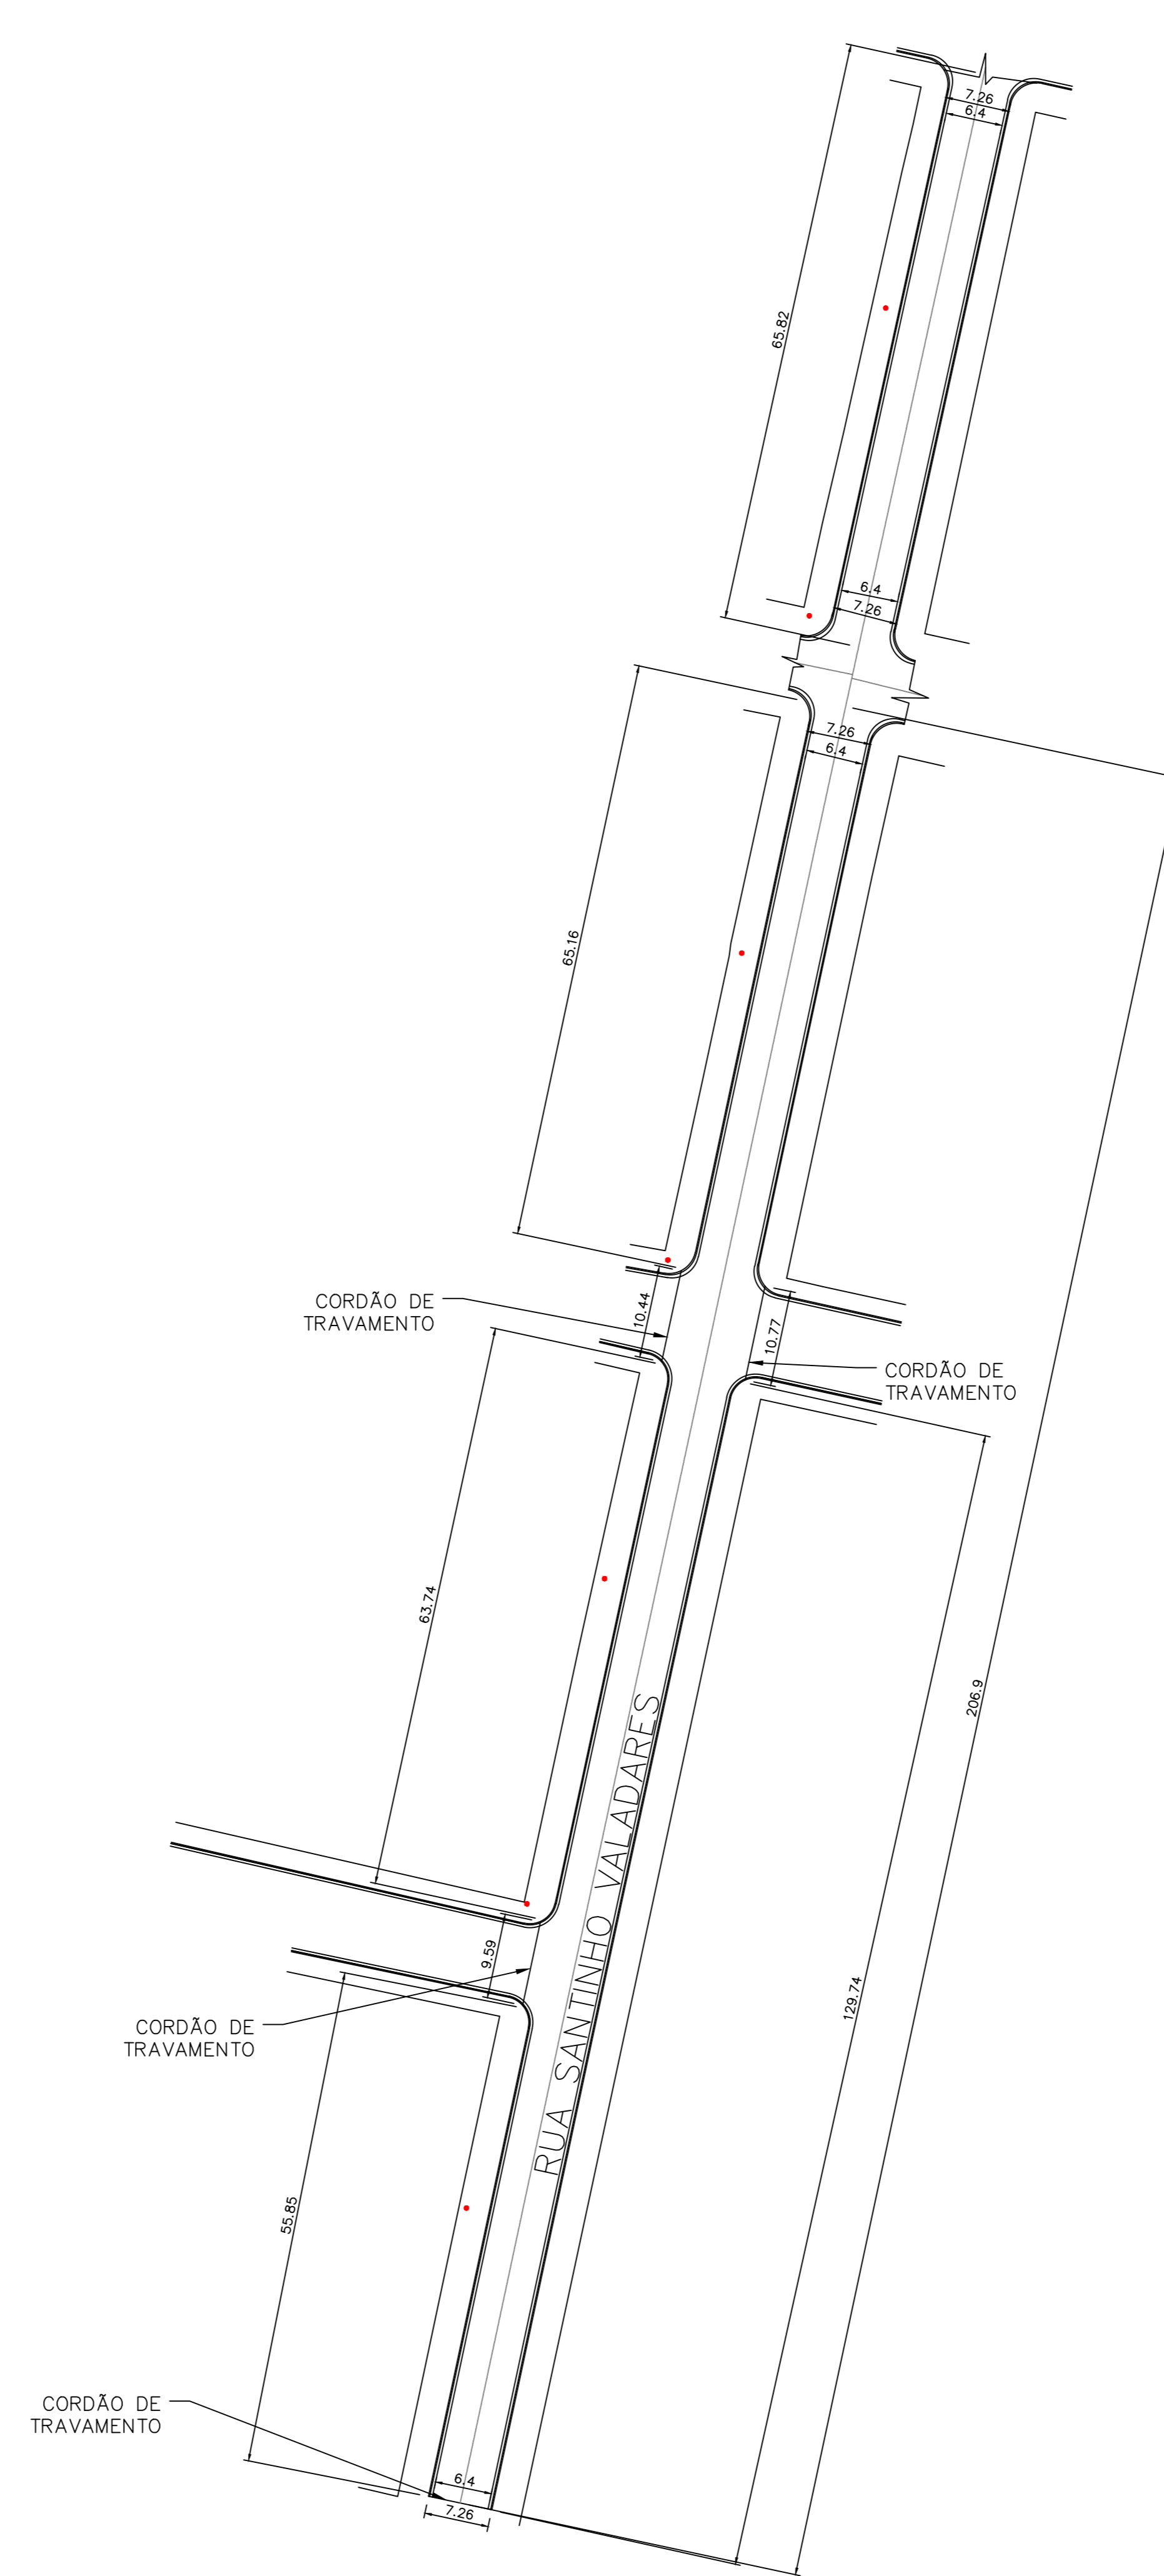 7.26
6.4
65.82
6.4
7.26
7.26
6.4
65.16
10.44
CORDÃO DE
TRAVAMENTO
10.77
CORDÃO DE
TRAVAMENTO
63.74
206.9
RUA SANTINHO VALADARES
9.59
129.74
CORDÃO DE
TRAVAMENTO
55.85
CORDÃO DE
TRAVAMENTO
6.4
7.26